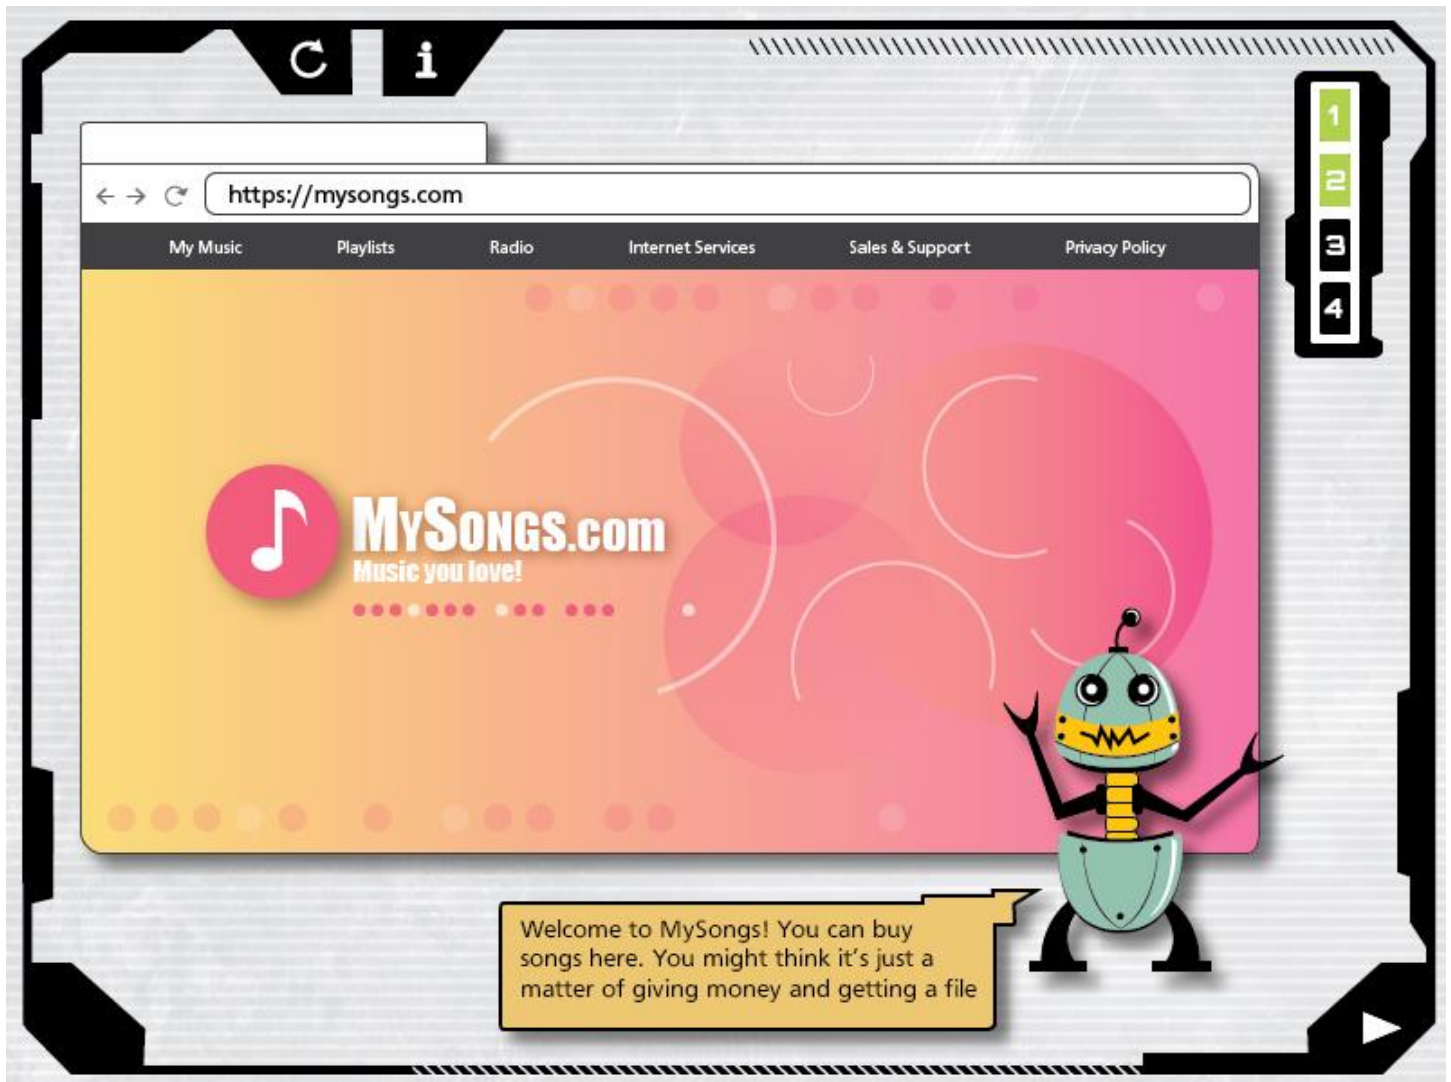 i
1
2
3
4
https://mysongs.com
My Music Playlists Radio Internet Services Sales & Support Privacy Policy
MYSONGS.com
Music you love!
Welcome to MySongs! You can buy
songs here. You might think it's just a
matter of giving money and getting a file